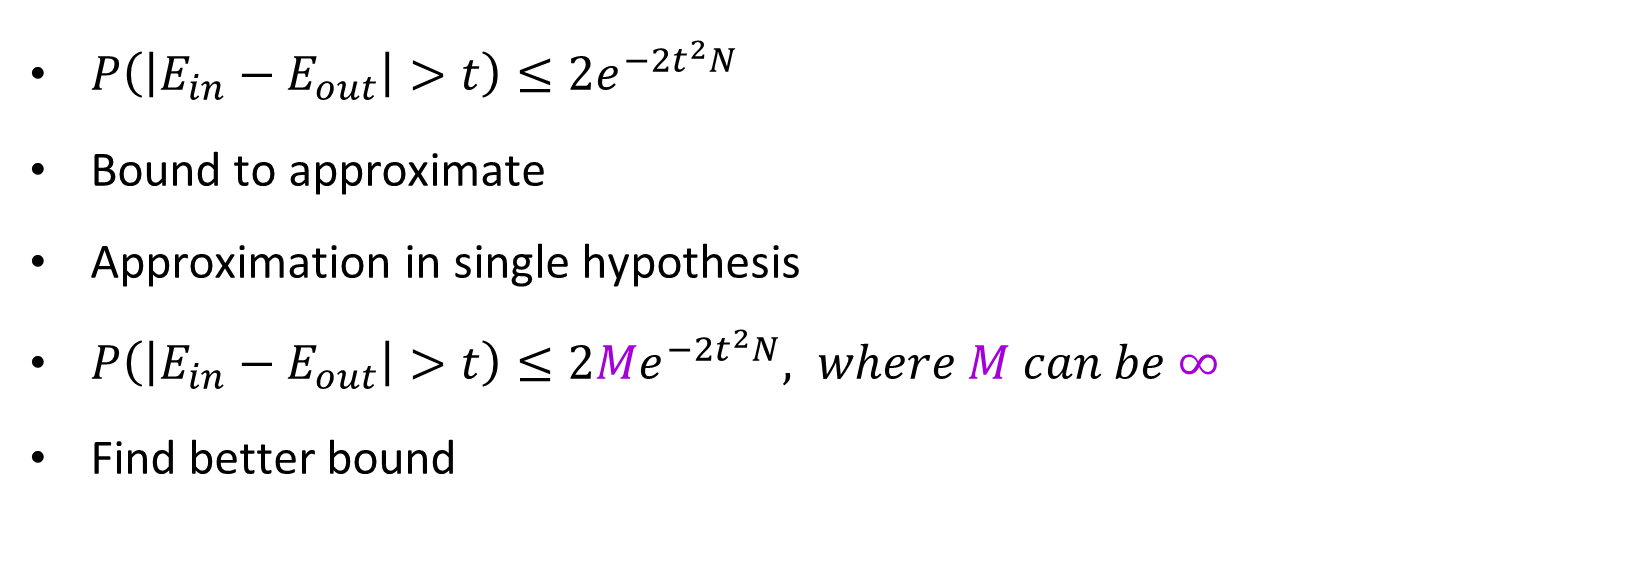 • P(|E_in − E_out| > t) ≤ 2e^{−2t²N}
• Bound to approximate
• Approximation in single hypothesis
• P(|E_in − E_out| > t) ≤ 2Me^{−2t²N}, where M can be ∞
• Find better bound